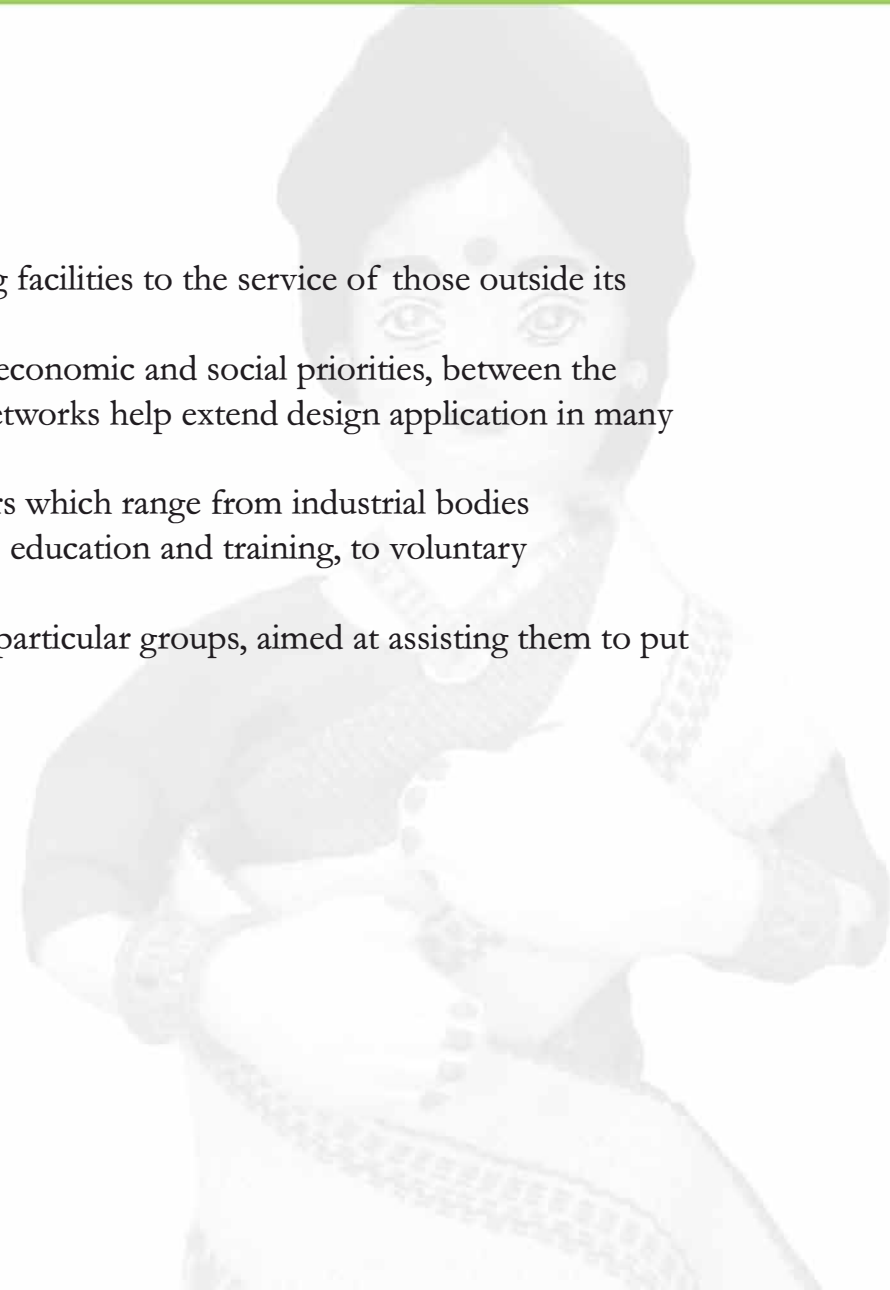 g facilities to the service of those outside its
economic and social priorities, between the
etworks help extend design application in many
rs which range from industrial bodies
education and training, to voluntary
particular groups, aimed at assisting them to put